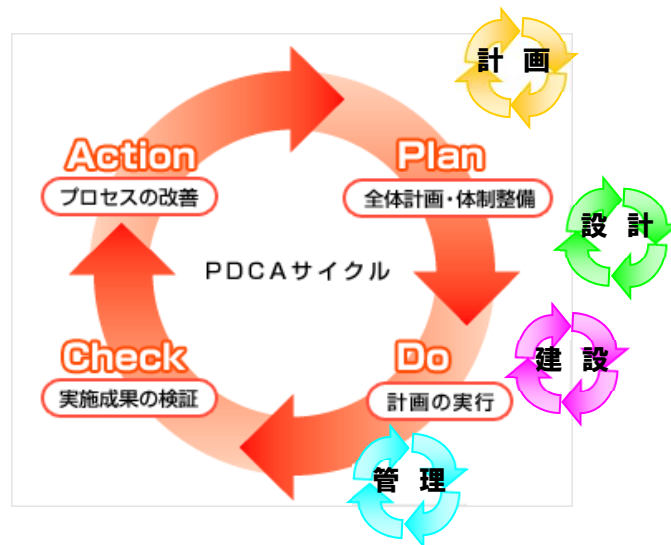 計 画
Action
プロセスの改善
Plan
全体計画・体制整備
設 計
PDCAサイクル
建 設
Check
実施成果の検証
Do
計画の実行
管 理